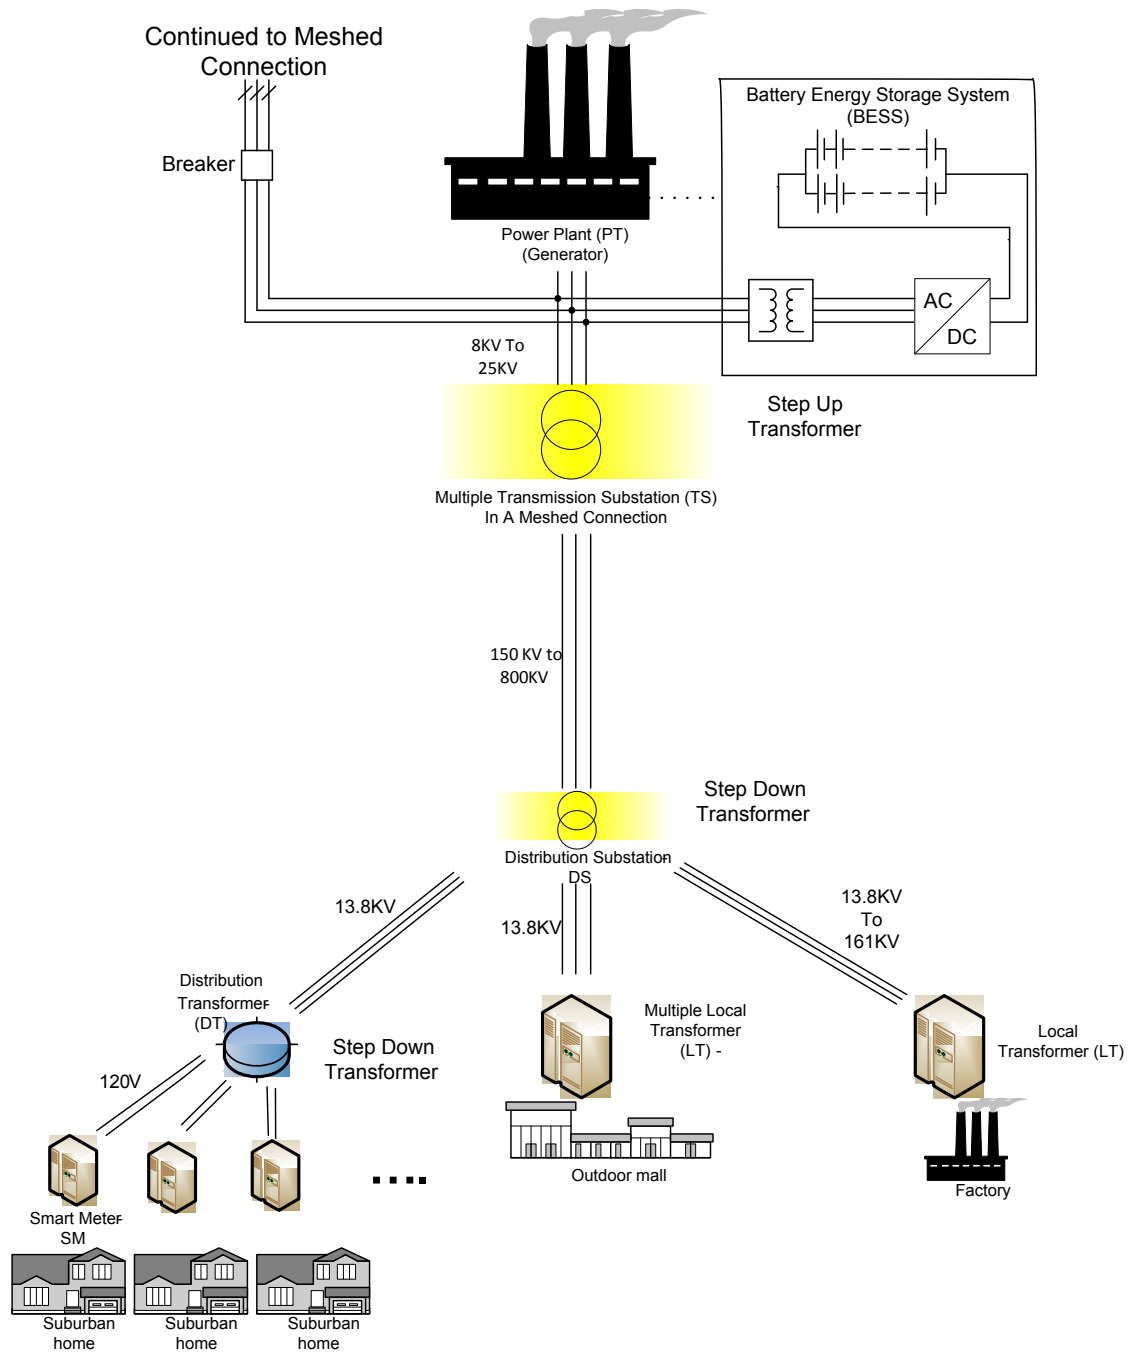 Continued to Meshed
Connection
Breaker
Power Plant (PT)
(Generator)
Battery Energy Storage System
(BESS)
AC
DC
8KV To
25KV
Step Up
Transformer
Multiple Transmission Substation (TS)
In A Meshed Connection
150 KV to
800KV
Step Down
Transformer
Distribution Substation-
DS
13.8KV
13.8KV
13.8KV
To
161KV
Distribution
Transformer-
(DT)
Step Down
Transformer
Multiple Local
Transformer
(LT) -
Local
Transformer (LT)
120V
Outdoor mall
Factory
Smart Meter-
SM
Suburban
home
Suburban
home
Suburban
home